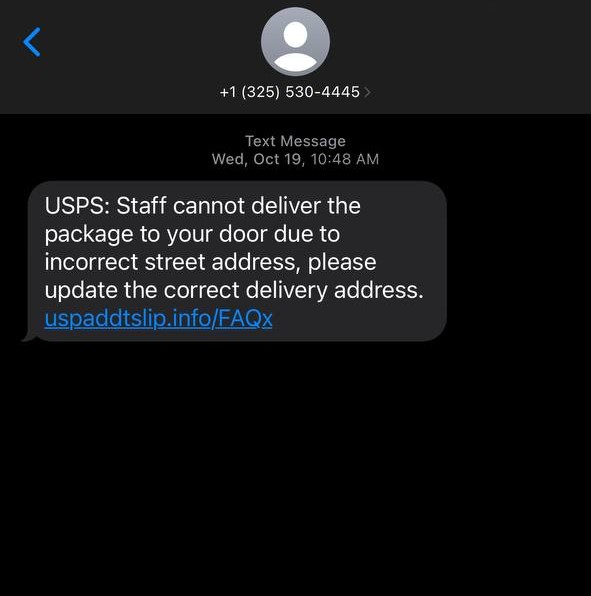 +1 (325) 530-4445 >
Text Message
Wed, Oct 19, 10:48 AM
USPS: Staff cannot deliver the
package to your door due to
incorrect street address, please
update the correct delivery address.
uspaddtslip.info/FAQx